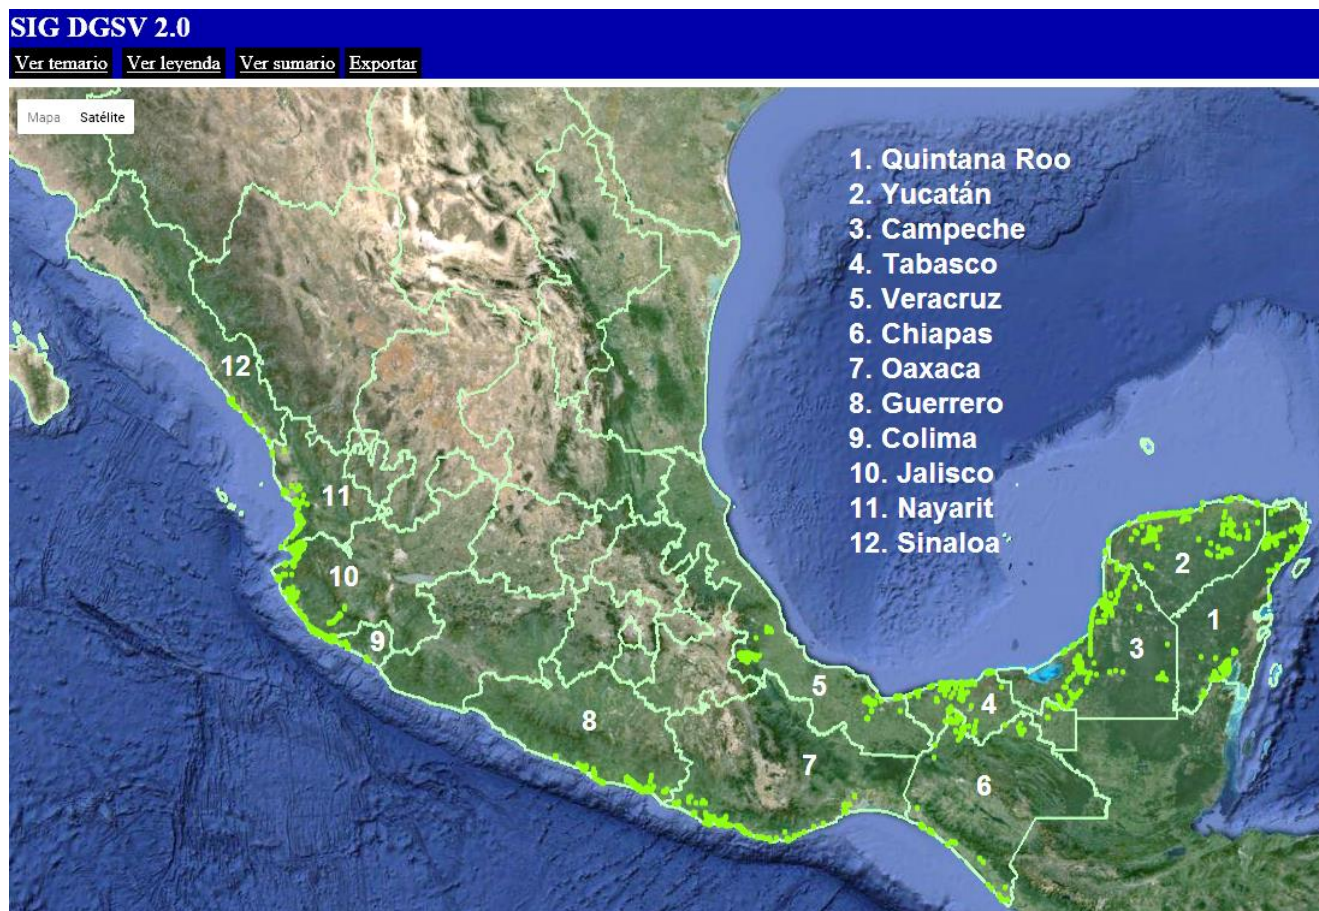 SIG DGSV 2.0
Ver temario Ver leyenda Ver sumario Exportar
Mapa Satélite
1. Quintana Roo
2. Yucatán
3. Campeche
4. Tabasco
5. Veracruz
6. Chiapas
7. Oaxaca
8. Guerrero
9. Colima
10. Jalisco
11. Nayarit
12. Sinaloa
12
11
10
9
8
7
6
5
4
3
2
1